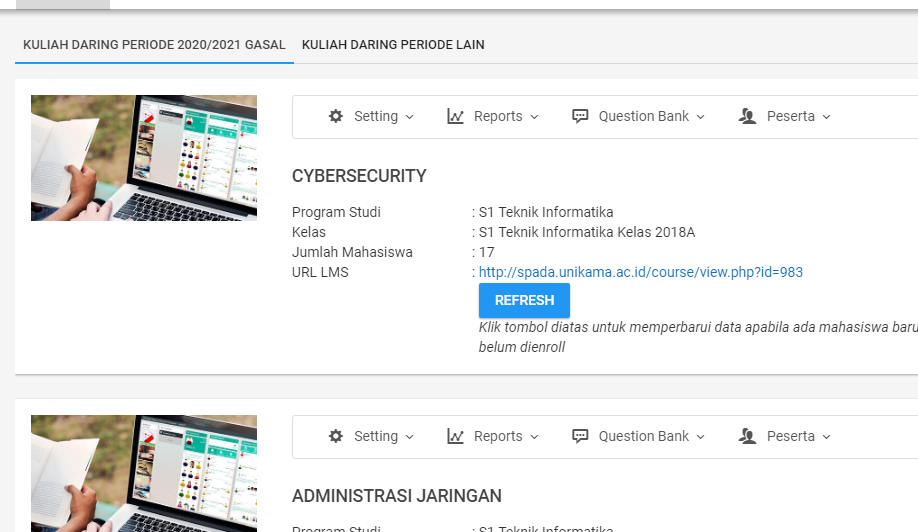 KULIAH DARING PERIODE 2020/2021 GASAL KULIAH DARING PERIODE LAIN
Setting Reports Question Bank Peserta
CYBERSECURITY
Program Studi : S1 Teknik Informatika
Kelas : S1 Teknik Informatika Kelas 2018A
Jumlah Mahasiswa : 17
URL LMS : http://spada.unikama.ac.id/course/view.php?id=983
REFRESH
Klik tombol diatas untuk memperbarui data apabila ada mahasiswa baru
belum dienroll
Setting Reports Question Bank Peserta
ADMINISTRASI JARINGAN
Program Studi : S1 Teknik Informatika